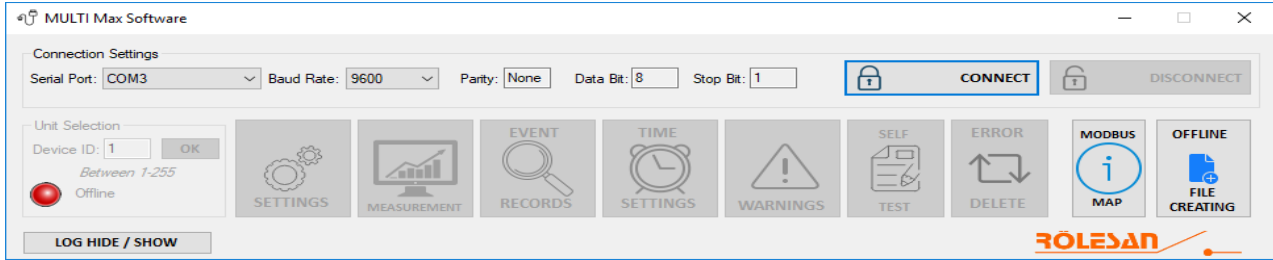 MULTI Max Software
Connection Settings
Serial Port: COM3 Baud Rate: 9600 Parity: None Data Bit: 8 Stop Bit: 1 CONNECT DISCONNECT
Unit Selection
Device ID: 1 OK
Between 1-255
Offline
SETTINGS
MEASUREMENT
EVENT
RECORDS
TIME
SETTINGS
WARNINGS
SELF
TEST
ERROR
DELETE
MODBUS
MAP
OFFLINE
FILE
CREATING
LOG HIDE / SHOW
RÖLESAN